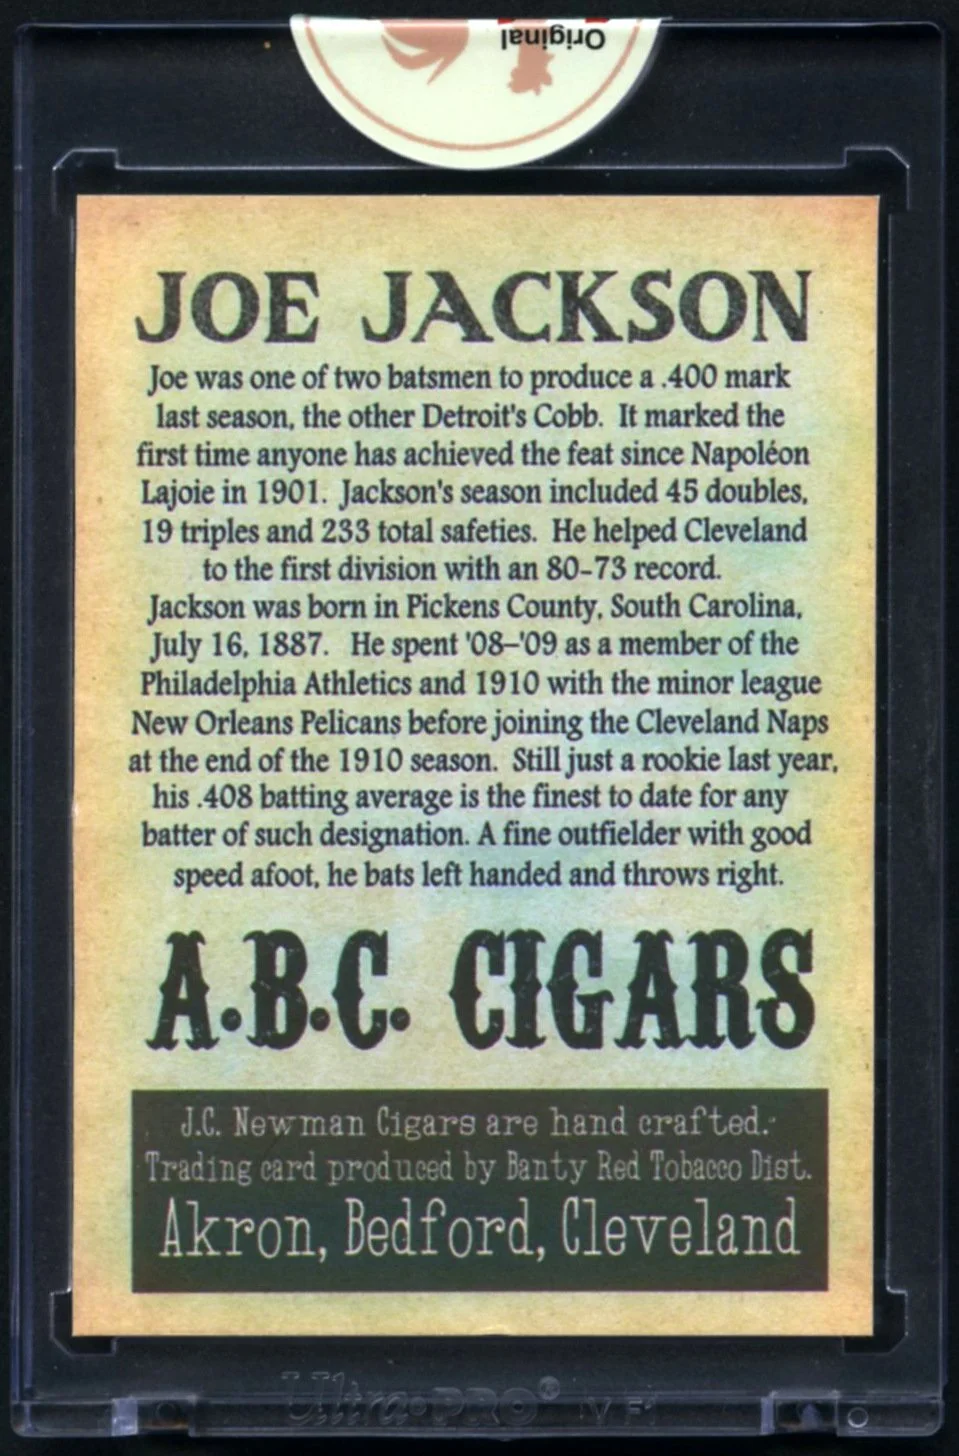 Original
JOE JACKSON
Joe was one of two batsmen to produce a .400 mark
last season, the other Detroit's Cobb. It marked the
first time anyone has achieved the feat since Napoléon
Lajoie in 1901. Jackson's season included 45 doubles,
19 triples and 233 total safeties. He helped Cleveland
to the first division with an 80-73 record.
Jackson was born in Pickens County, South Carolina,
July 16, 1887. He spent '08–'09 as a member of the
Philadelphia Athletics and 1910 with the minor league
New Orleans Pelicans before joining the Cleveland Naps
at the end of the 1910 season. Still just a rookie last year,
his .408 batting average is the finest to date for any
batter of such designation. A fine outfielder with good
speed afoot, he bats left handed and throws right.
A.B.C. CIGARS
J.C. Newman Cigars are hand crafted.
Trading card produced by Banty Red Tobacco Dist.
Akron, Bedford, Cleveland
Ultra•PRO®